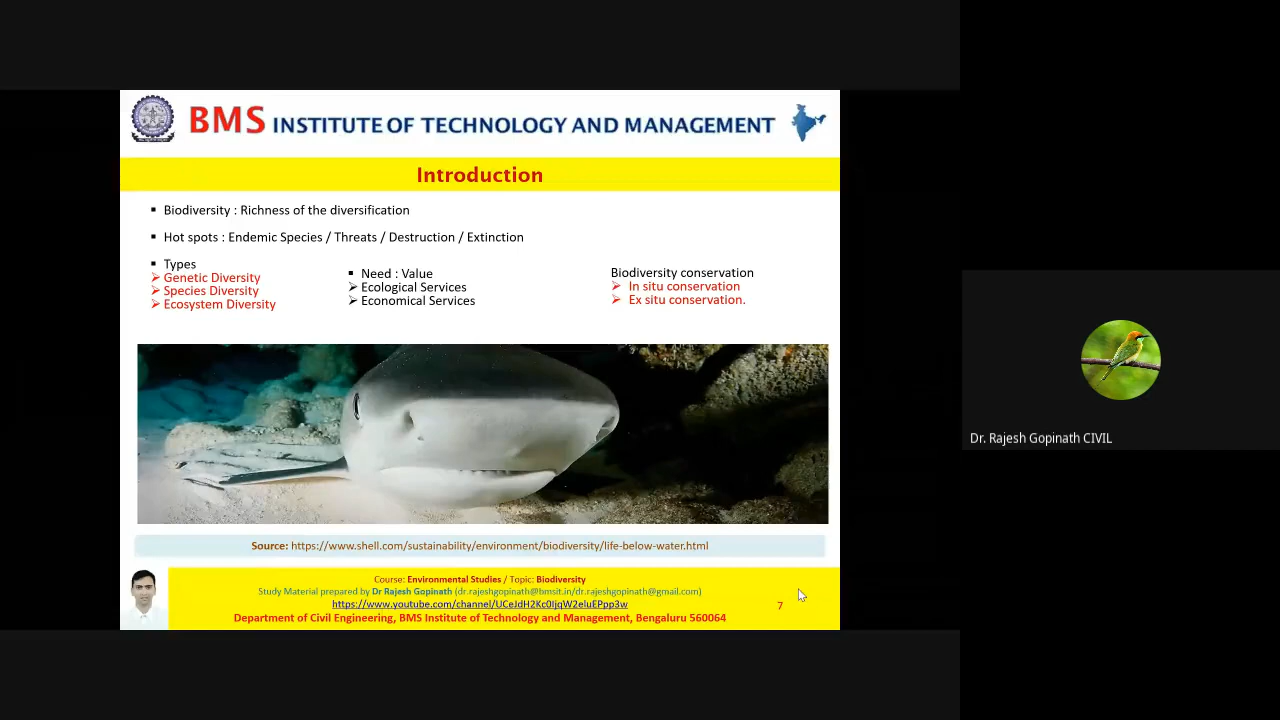 BMS INSTITUTE OF TECHNOLOGY AND MANAGEMENT
Introduction
Biodiversity : Richness of the diversification
Hot spots : Endemic Species / Threats / Destruction / Extinction
Types
Genetic Diversity
Species Diversity
Ecosystem Diversity
Need : Value
Ecological Services
Economical Services
Biodiversity conservation
In situ conservation
Ex situ conservation.
Source: https://www.shell.com/sustainability/environment/biodiversity/life-below-water.html
Course: Environmental Studies / Topic: Biodiversity
Study Material prepared by Dr Rajesh Gopinath (dr.rajeshgopinath@bmsit.in/dr.rajeshgopinath@gmail.com)
https://www.youtube.com/channel/UCeJdH2Kc0IjqW2eluEPpp3w
7
Department of Civil Engineering, BMS Institute of Technology and Management, Bengaluru 560064
Dr. Rajesh Gopinath CIVIL